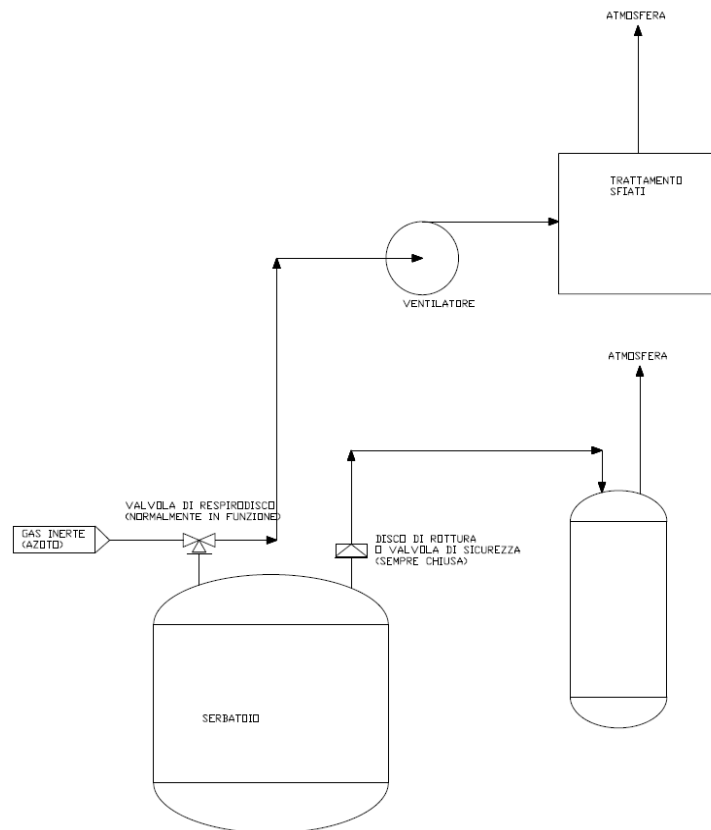 ATMOSFERA
TRATTAMENTO
SFIATI
VENTILATORE
ATMOSFERA
VALVOLA DI RESPIRODISCO
(NORMALMENTE IN FUNZIONE)
GAS INERTE
(AZOTO)
DISCO DI ROTTURA
O VALVOLA DI SICUREZZA
(SEMPRE CHIUSA)
SERBATOIO